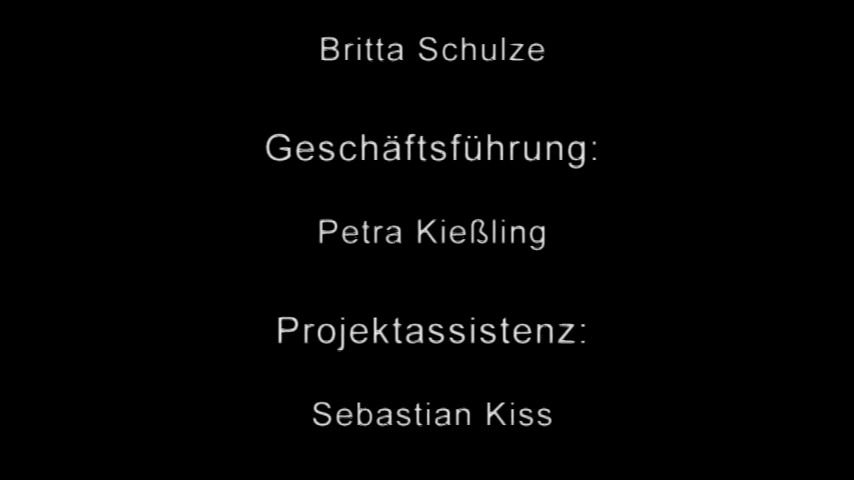 Britta Schulze
Geschäftsführung:
Petra Kießling
Projektassistenz:
Sebastian Kiss